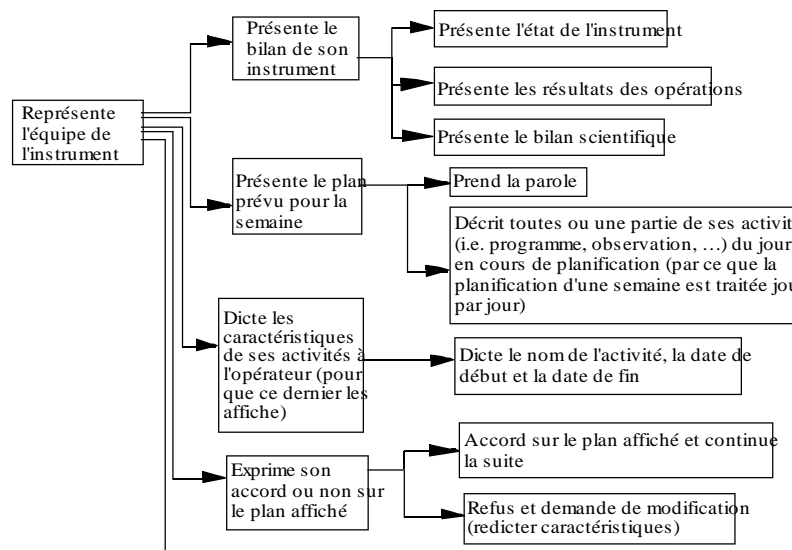 Représente
l'équipe de
l'instrument
Présente le
bilan de son
instrument
Présente l'état de l'instrument
Présente les résultats des opérations
Présente le bilan scientifique
Présente le plan
prévu pour la
semaine
Prend la parole
Décrit toutes ou une partie de ses activit
(i.e. programme, observation, …) du jour
en cours de planification (par ce que la
planification d'une semaine est traitée jou
par jour)
Dicte les
caractéristiques
de ses activités à
l'opérateur (pour
que ce dernier les
affiche)
Dicte le nom de l'activité, la date de
début et la date de fin
Exprime son
accord ou non sur
le plan affiché
Accord sur le plan affiché et continue
la suite
Refus et demande de modification
(redicter caractéristiques)